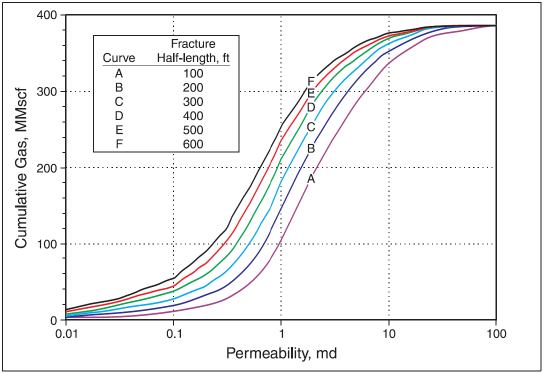 Cumulative Gas, MMscf
400
300
200
100
0
Fracture
Curve Half-length, ft
A 100
B 200
C 300
D 400
E 500
F 600
F
E
D
C
B
A
0.01 0.1 1 10 100
Permeability, md